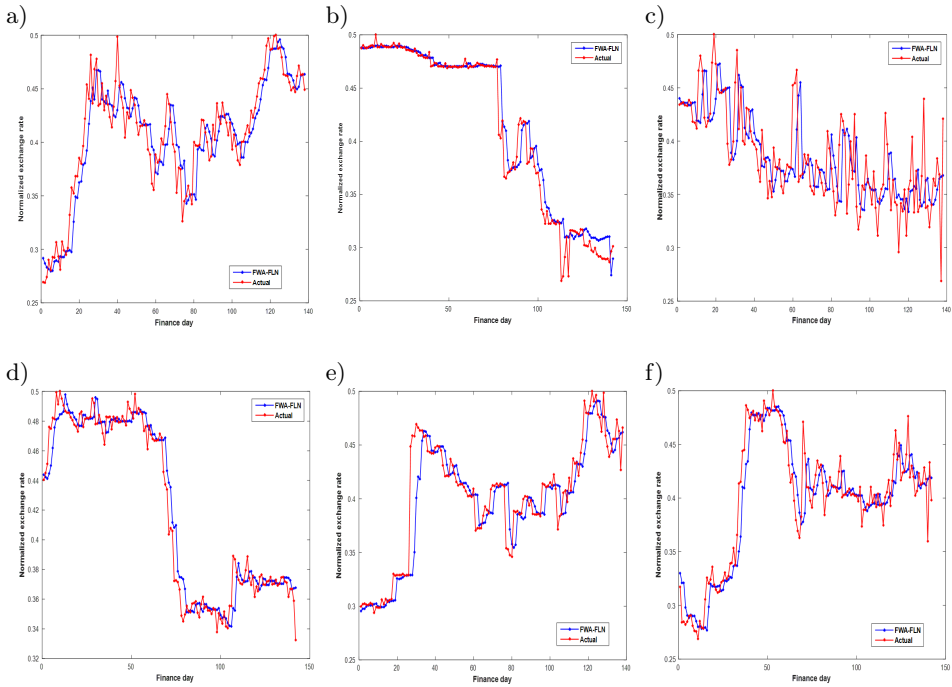 a)
0.5
0.45
0.4
0.35
0.3
0.25
0 20 40 60 80 100 120 140
Normalized exchange rate
Finance day
FWA-FLN
Actual
b)
0.5
0.45
0.4
0.35
0.3
0.25
0 50 100 150
Normalized exchange rate
Finance day
FWA-FLN
Actual
c)
0.5
0.45
0.4
0.35
0.3
0.25
0 20 40 60 80 100 120 140
Normalized exchange rate
Finance day
FWA-FLN
Actual
d)
0.5
0.48
0.46
0.44
0.42
0.4
0.38
0.36
0.34
0.32
0 50 100 150
Normalized exchange rate
Finance day
FWA-FLN
Actual
e)
0.5
0.45
0.4
0.35
0.3
0.25
0 20 40 60 80 100 120 140
Normalized exchange rate
Finance day
FWA-FLN
Actual
f)
0.5
0.45
0.4
0.35
0.3
0.25
0 50 100 150
Normalized exchange rate
Finance day
FWA-FLN
Actual